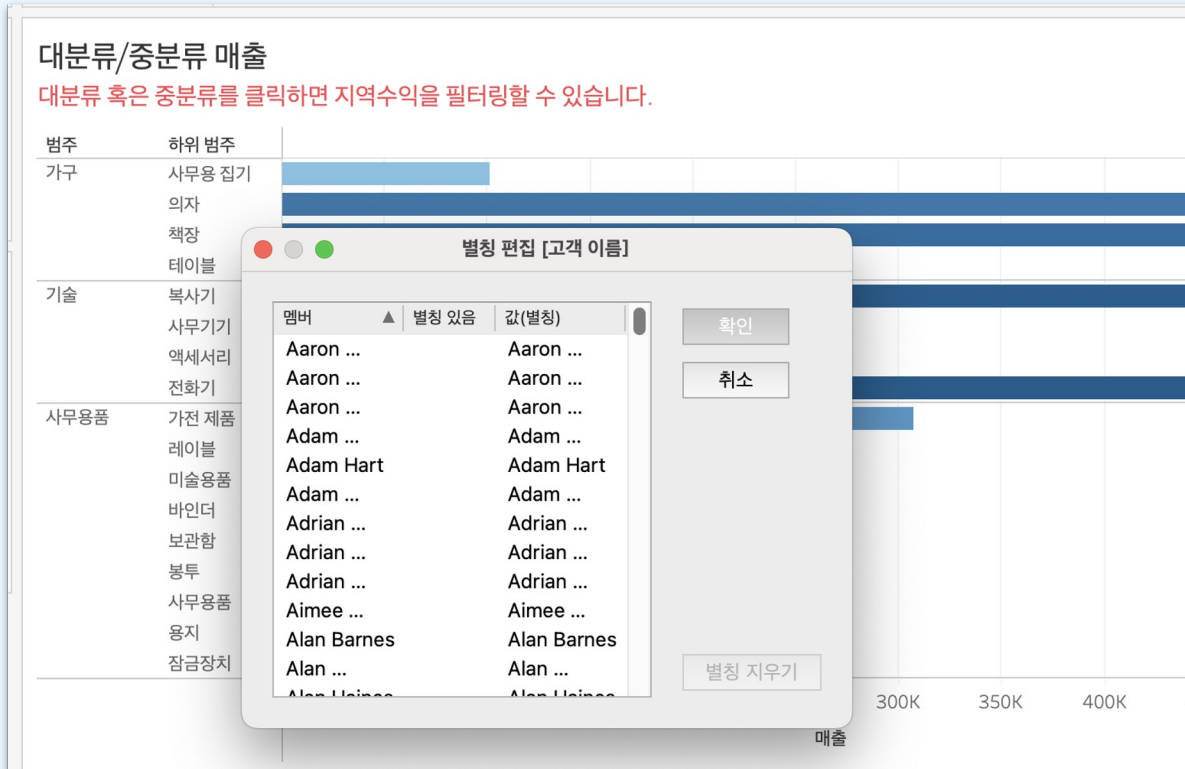 대분류/중분류 매출
대분류 혹은 중분류를 클릭하면 지역수익을 필터링할 수 있습니다.
범주 하위 범주
가구 사무용 집기
의자
책장
테이블
기술 복사기
사무기기
액세서리
전화기
사무용품 가전 제품
레이블
미술용품
바인더
보관함
봉투
사무용품
용지
잠금장치
별칭 편집 [고객 이름]
멤버 별칭 있음 값(별칭)
Aaron ... Aaron ...
Aaron ... Aaron ...
Aaron ... Aaron ...
Adam ... Adam ...
Adam Hart Adam Hart
Adam ... Adam ...
Adrian ... Adrian ...
Adrian ... Adrian ...
Adrian ... Adrian ...
Aimee ... Aimee ...
Alan Barnes Alan Barnes
Alan ... Alan ...
Alan Haines Alan Haines
확인
취소
별칭 지우기
300K 350K 400K
매출